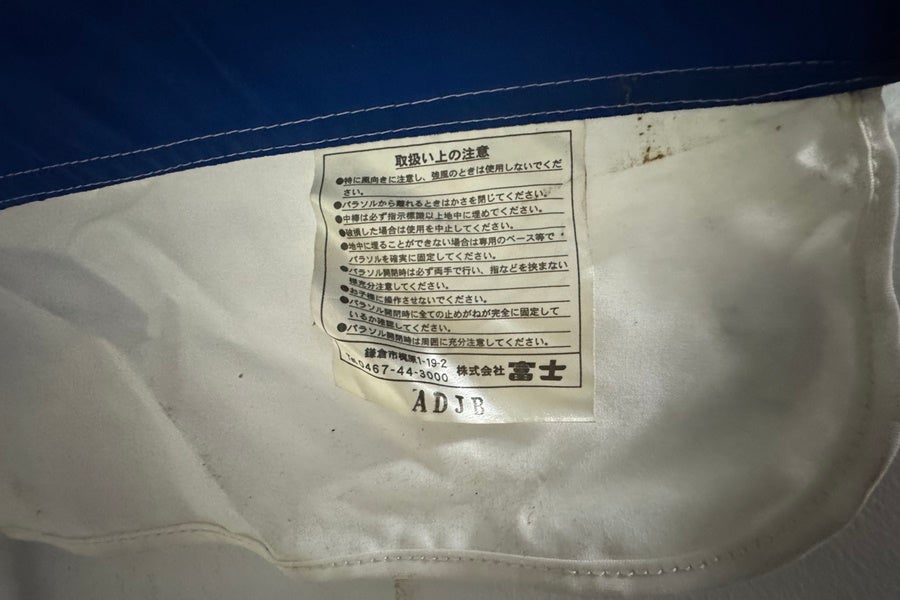 取扱い上の注意
●特に風向きに注意し、強風のときは使用しないでくだ
さい。
●パラソルから離れるときはかさを閉じてください。
●中棒は必ず指示標識以上地中に埋めてください。
●破損した場合は使用を中止してください。
●地中に埋ることができない場合は専用のベース等で
パラソルを確実に固定してください。
●パラソル開閉時は必ず両手で行い、指などを挟まない
様充分注意してください。
●お子様に操作させないでください。
●パラソル開閉時に全ての止めがねが完全に固定して
いるか確認してください。
●パラソル開閉時は周囲に充分注意してください。
鎌倉市梶原1-19-2
TEL 0467-44-3000 株式会社 富士
ADJB